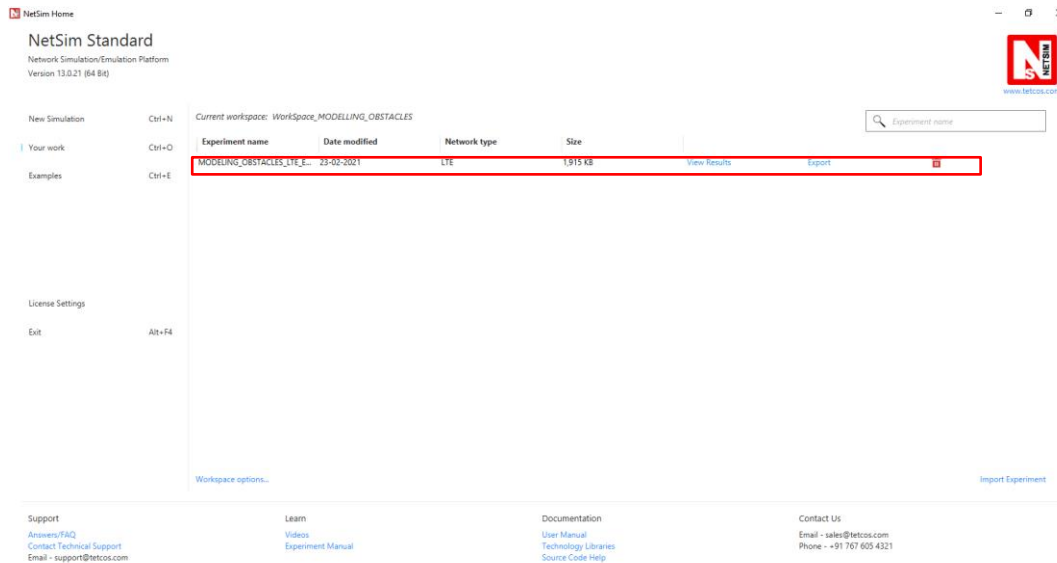 NetSim Home
NetSim Standard
Network Simulation/Emulation Platform
Version 13.0.21 (64 Bit)
NETSIM
www.tetcos.com
New Simulation Ctrl+N
Your work Ctrl+O
Examples Ctrl+E
License Settings
Exit Alt+F4
Current workspace: WorkSpace_MODELLING_OBSTACLES
Experiment name
Experiment name Date modified Network type Size
MODELING_OBSTACLES_LTE_E... 23-02-2021 LTE 1,915 KB View Results Export
Workspace options...
Import Experiment
Support
Answers/FAQ
Contact Technical Support
Email - support@tetcos.com
Learn
Videos
Experiment Manual
Documentation
User Manual
Technology Libraries
Source Code Help
Contact Us
Email - sales@tetcos.com
Phone - +91 767 605 4321